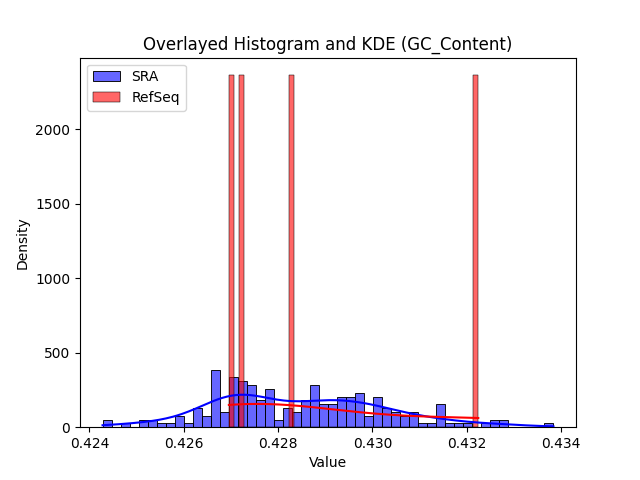 Overlayed Histogram and KDE (GC_Content)
SRA
RefSeq
2000
1500
1000
500
0
Density
0.424 0.426 0.428 0.430 0.432 0.434
Value